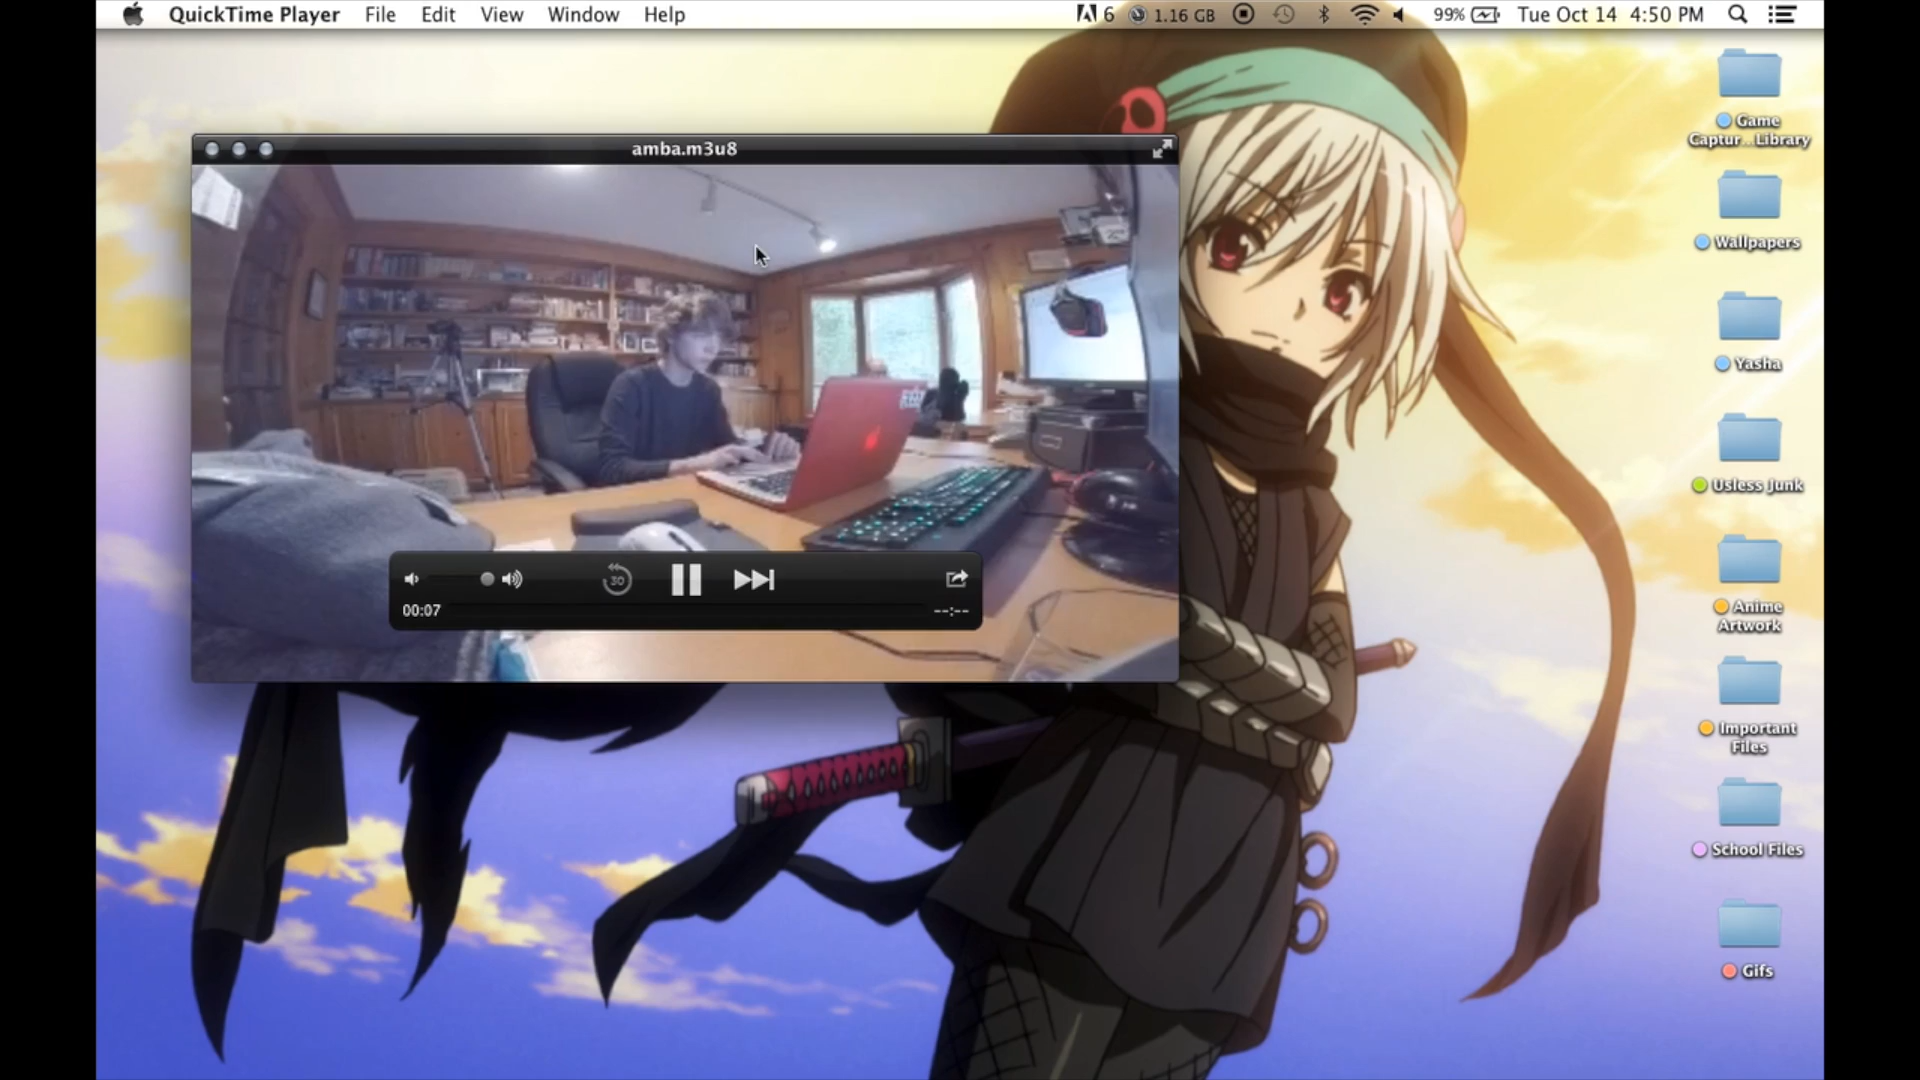 QuickTime Player File Edit View Window Help 6 1.16 GB 99% Tue Oct 14 4:50 PM
amba.m3u8
30
00:07 --:--
Game
Captur...Library
Wallpapers
Yasha
Usless Junk
Anime
Artwork
Important
Files
School Files
Gifs